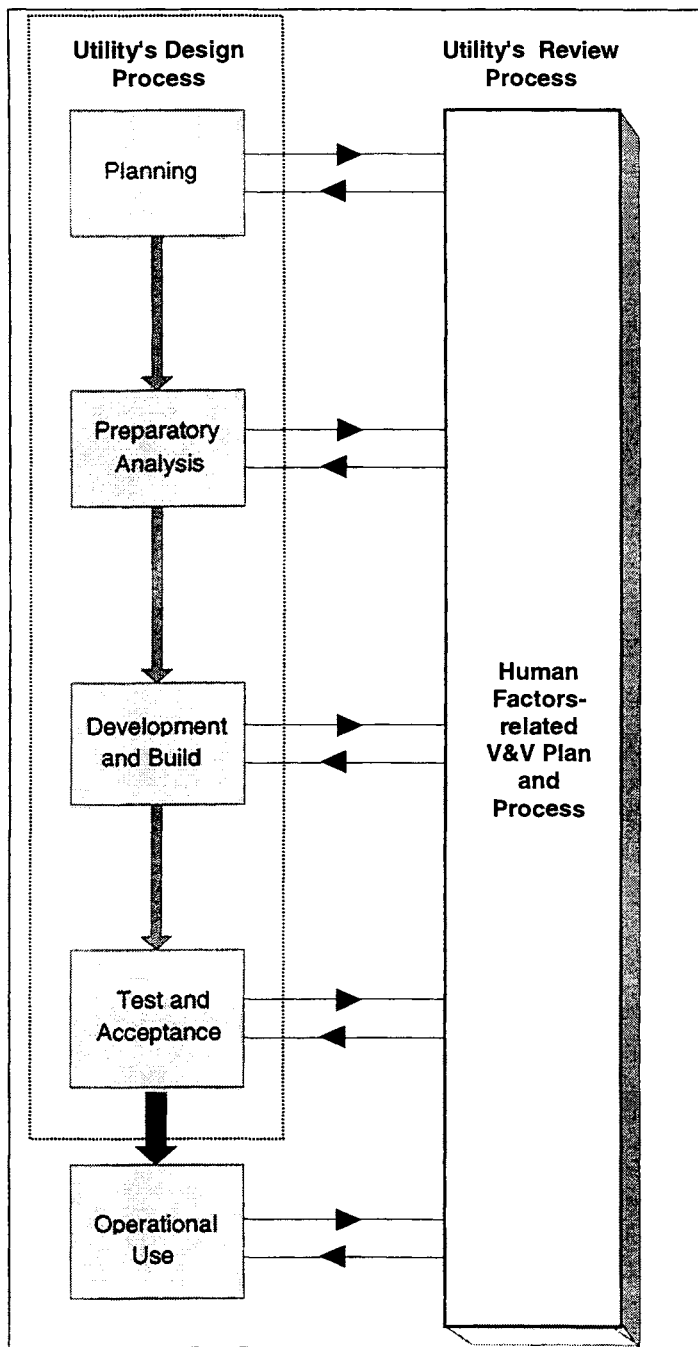 Utility's Design
Process
Utility's Review
Process
Planning
Preparatory
Analysis
Development
and Build
Human
Factors-
related
V&V Plan
and
Process
Test and
Acceptance
Operational
Use